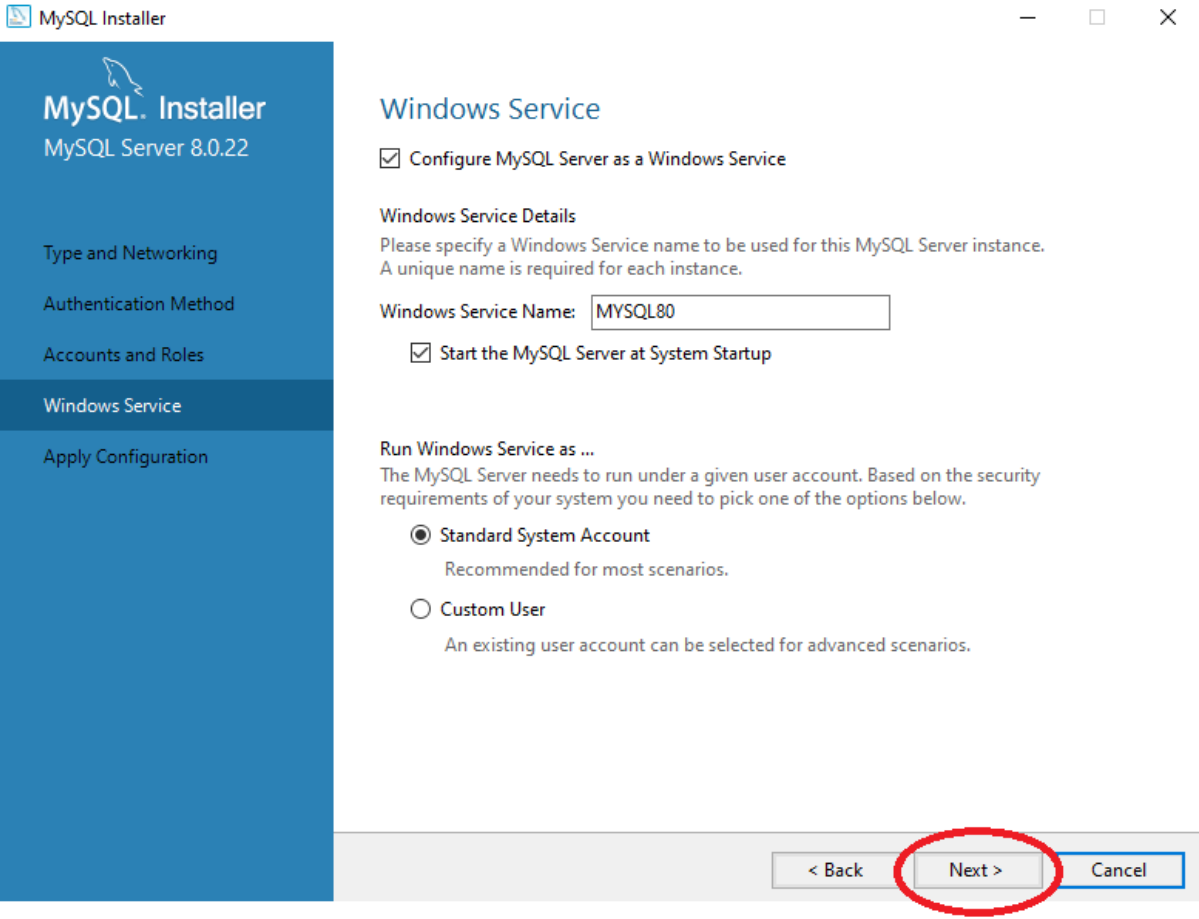 MySQL Installer
MySQL. Installer
MySQL Server 8.0.22
Type and Networking
Authentication Method
Accounts and Roles
Windows Service
Apply Configuration
Windows Service
Configure MySQL Server as a Windows Service
Windows Service Details
Please specify a Windows Service name to be used for this MySQL Server instance.
A unique name is required for each instance.
Windows Service Name: MYSQL80
Start the MySQL Server at System Startup
Run Windows Service as ...
The MySQL Server needs to run under a given user account. Based on the security
requirements of your system you need to pick one of the options below.
Standard System Account
Recommended for most scenarios.
Custom User
An existing user account can be selected for advanced scenarios.
< Back Next > Cancel